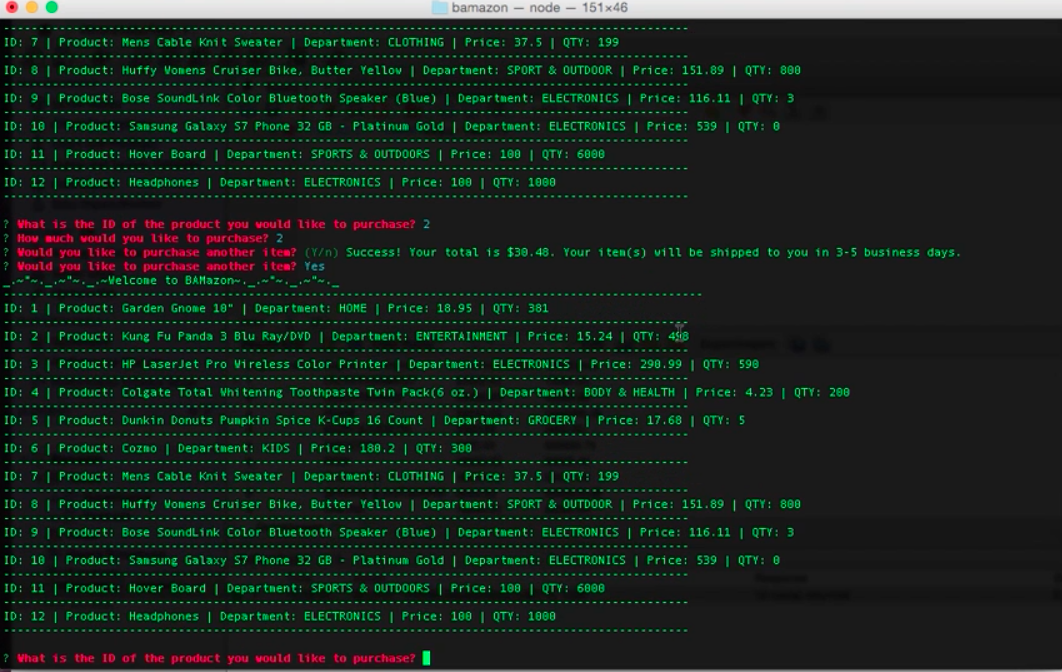 bamazon — node — 151×46
--------------------------------------------------------------------------------------------------
ID: 7 | Product: Mens Cable Knit Sweater | Department: CLOTHING | Price: 37.5 | QTY: 199
--------------------------------------------------------------------------------------------------
ID: 8 | Product: Huffy Womens Cruiser Bike, Butter Yellow | Department: SPORT & OUTDOOR | Price: 151.89 | QTY: 800
--------------------------------------------------------------------------------------------------
ID: 9 | Product: Bose SoundLink Color Bluetooth Speaker (Blue) | Department: ELECTRONICS | Price: 116.11 | QTY: 3
--------------------------------------------------------------------------------------------------
ID: 10 | Product: Samsung Galaxy S7 Phone 32 GB - Platinum Gold | Department: ELECTRONICS | Price: 539 | QTY: 0
--------------------------------------------------------------------------------------------------
ID: 11 | Product: Hover Board | Department: SPORTS & OUTDOORS | Price: 100 | QTY: 6000
--------------------------------------------------------------------------------------------------
ID: 12 | Product: Headphones | Department: ELECTRONICS | Price: 100 | QTY: 1000
--------------------------------------------------------------------------------------------------
? What is the ID of the product you would like to purchase? 2
? How much would you like to purchase? 2
? Would you like to purchase another item? (Y/n) Success! Your total is $30.48. Your item(s) will be shipped to you in 3-5 business days.
? Would you like to purchase another item? Yes
_.~"~._.~"~._.~Welcome to BAMazon~._.~"~._.~"~._
----------------------------------------------------------------------------------------------------
ID: 1 | Product: Garden Gnome 10" | Department: HOME | Price: 18.95 | QTY: 381
--------------------------------------------------------------------------------------------------
ID: 2 | Product: Kung Fu Panda 3 Blu Ray/DVD | Department: ENTERTAINMENT | Price: 15.24 | QTY:
--------------------------------------------------------------------------------------------------
ID: 3 | Product: HP LaserJet Pro Wireless Color Printer | Department: ELECTRONICS | Price: 290.99 | QTY: 590
--------------------------------------------------------------------------------------------------
ID: 4 | Product: Colgate Total Whitening Toothpaste Twin Pack(6 oz.) | Department: BODY & HEALTH | Price: 4.23 | QTY: 200
--------------------------------------------------------------------------------------------------
ID: 5 | Product: Dunkin Donuts Pumpkin Spice K-Cups 16 Count | Department: GROCERY | Price: 17.68 | QTY: 5
--------------------------------------------------------------------------------------------------
ID: 6 | Product: Cozmo | Department: KIDS | Price: 180.2 | QTY: 300
--------------------------------------------------------------------------------------------------
ID: 7 | Product: Mens Cable Knit Sweater | Department: CLOTHING | Price: 37.5 | QTY: 199
--------------------------------------------------------------------------------------------------
ID: 8 | Product: Huffy Womens Cruiser Bike, Butter Yellow | Department: SPORT & OUTDOOR | Price: 151.89 | QTY: 800
--------------------------------------------------------------------------------------------------
ID: 9 | Product: Bose SoundLink Color Bluetooth Speaker (Blue) | Department: ELECTRONICS | Price: 116.11 | QTY: 3
--------------------------------------------------------------------------------------------------
ID: 10 | Product: Samsung Galaxy S7 Phone 32 GB - Platinum Gold | Department: ELECTRONICS | Price: 539 | QTY: 0
--------------------------------------------------------------------------------------------------
ID: 11 | Product: Hover Board | Department: SPORTS & OUTDOORS | Price: 100 | QTY: 6000
--------------------------------------------------------------------------------------------------
ID: 12 | Product: Headphones | Department: ELECTRONICS | Price: 100 | QTY: 1000
--------------------------------------------------------------------------------------------------
? What is the ID of the product you would like to purchase?